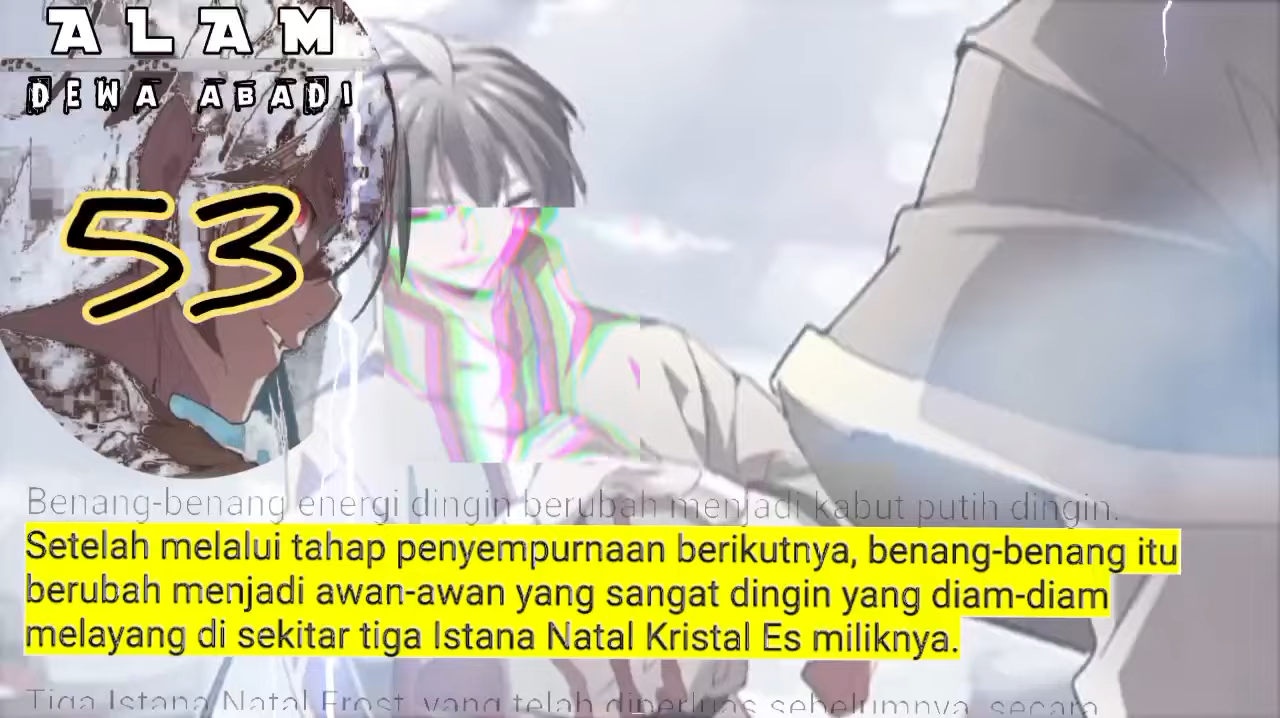 ALAM
DEWA ABADI
53
Benang-benang energi dingin berubah menjadi kabut putih dingin.
Setelah melalui tahap penyempurnaan berikutnya, benang-benang itu
berubah menjadi awan-awan yang sangat dingin yang diam-diam
melayang di sekitar tiga Istana Natal Kristal Es miliknya.
Tiga Istana Natal Frost, yang telah diperluas sebelumnya, secara